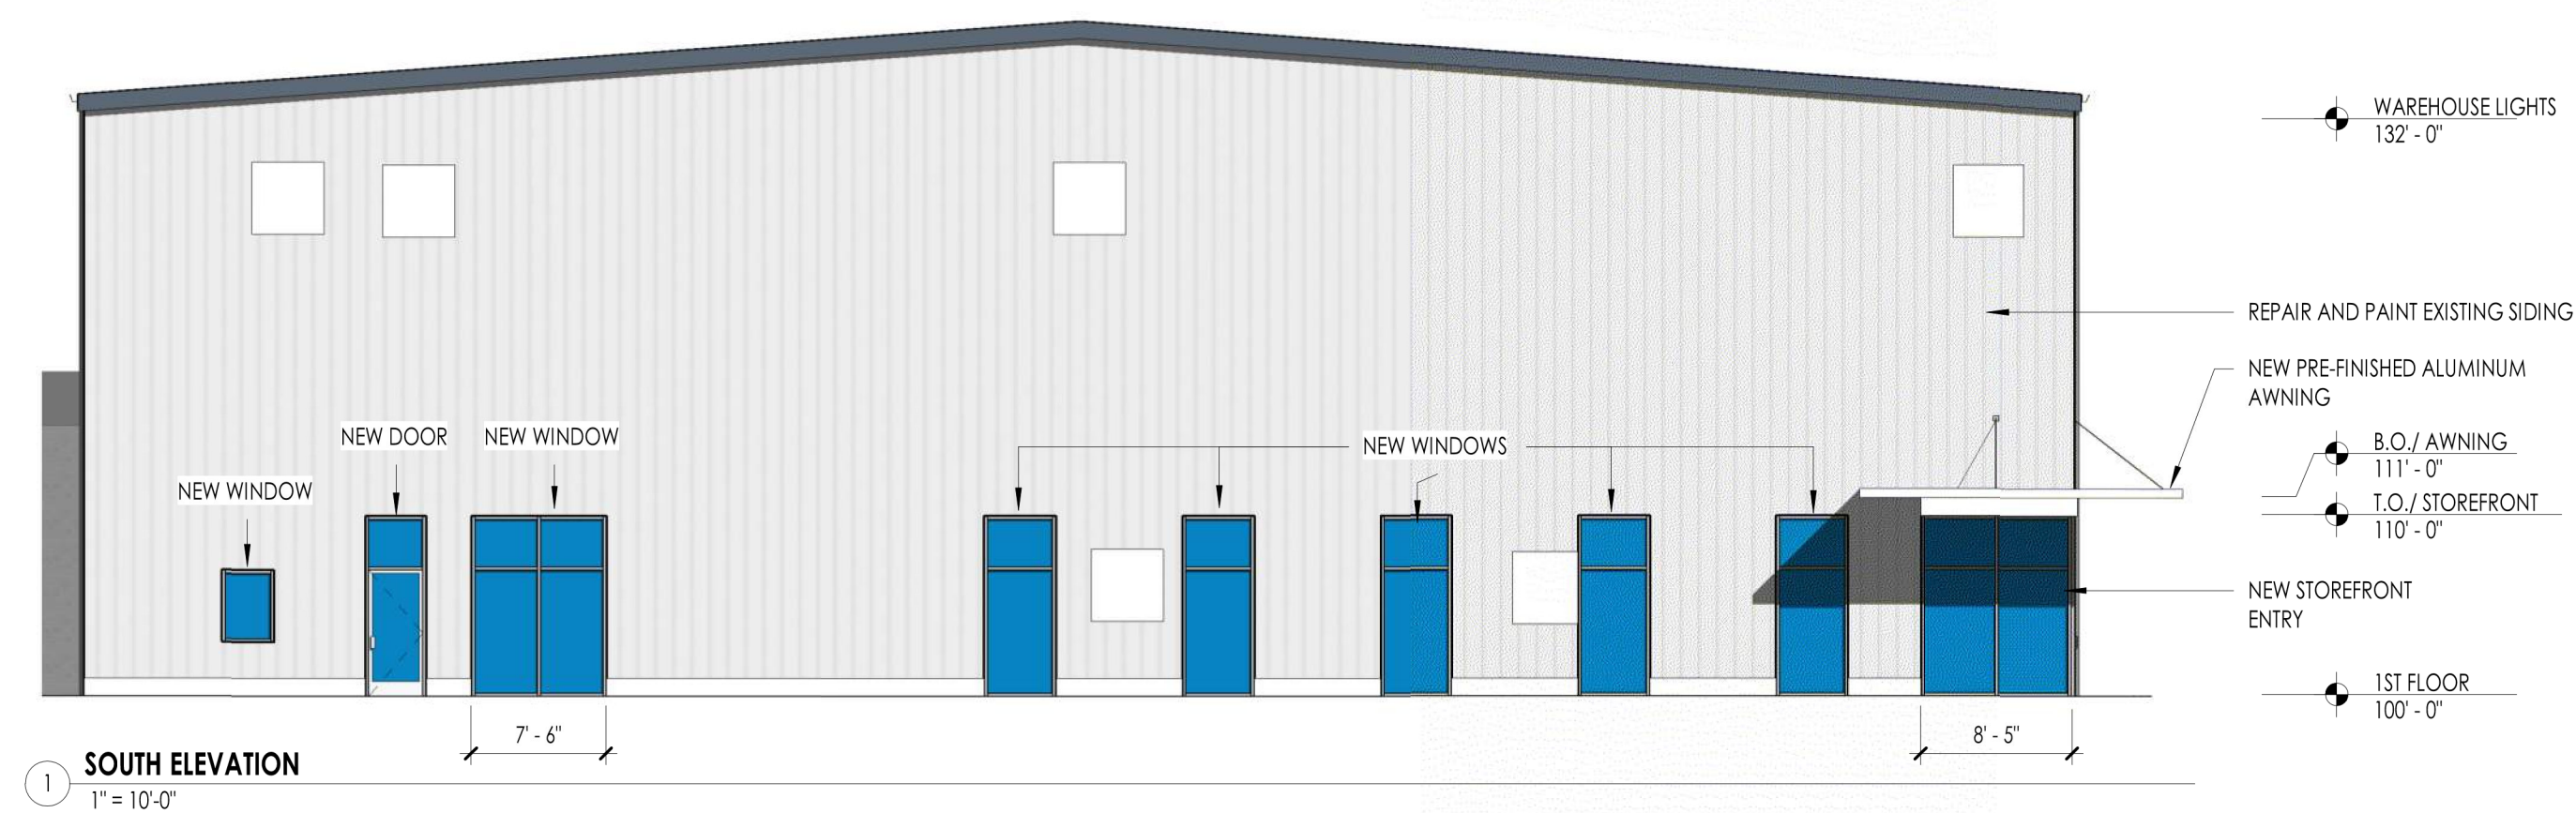 WAREHOUSE LIGHTS
132' - 0"
REPAIR AND PAINT EXISTING SIDING
NEW PRE-FINISHED ALUMINUM
AWNING
NEW DOOR
NEW WINDOW
NEW WINDOWS
B.O./ AWNING
111' - 0"
NEW WINDOW
T.O./ STOREFRONT
110' - 0"
NEW STOREFRONT
ENTRY
1ST FLOOR
100' - 0"
7' - 6"
8' - 5"
1
SOUTH ELEVATION
1" = 10'-0"